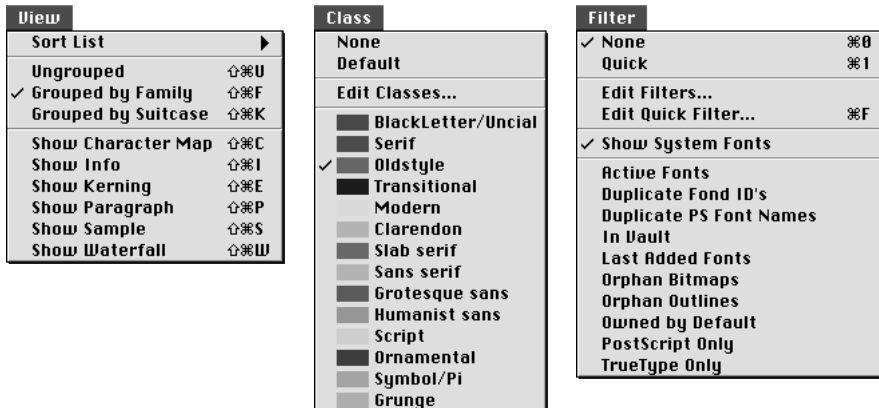 View
Sort List ▶
Ungrouped ⇧⌘U
✓ Grouped by Family ⇧⌘F
Grouped by Suitcase ⇧⌘K
Show Character Map ⇧⌘C
Show Info ⇧⌘I
Show Kerning ⇧⌘E
Show Paragraph ⇧⌘P
Show Sample ⇧⌘S
Show Waterfall ⇧⌘W
Class
None
Default
Edit Classes...
BlackLetter/Uncial
Serif
✓ Oldstyle
Transitional
Modern
Clarendon
Slab serif
Sans serif
Grotesque sans
Humanist sans
Script
Ornamental
Symbol/Pi
Grunge
Filter
✓ None ⌘0
Quick ⌘1
Edit Filters...
Edit Quick Filter... ⌘F
✓ Show System Fonts
Active Fonts
Duplicate Fond ID's
Duplicate PS Font Names
In Vault
Last Added Fonts
Orphan Bitmaps
Orphan Outlines
Owned by Default
PostScript Only
TrueType Only